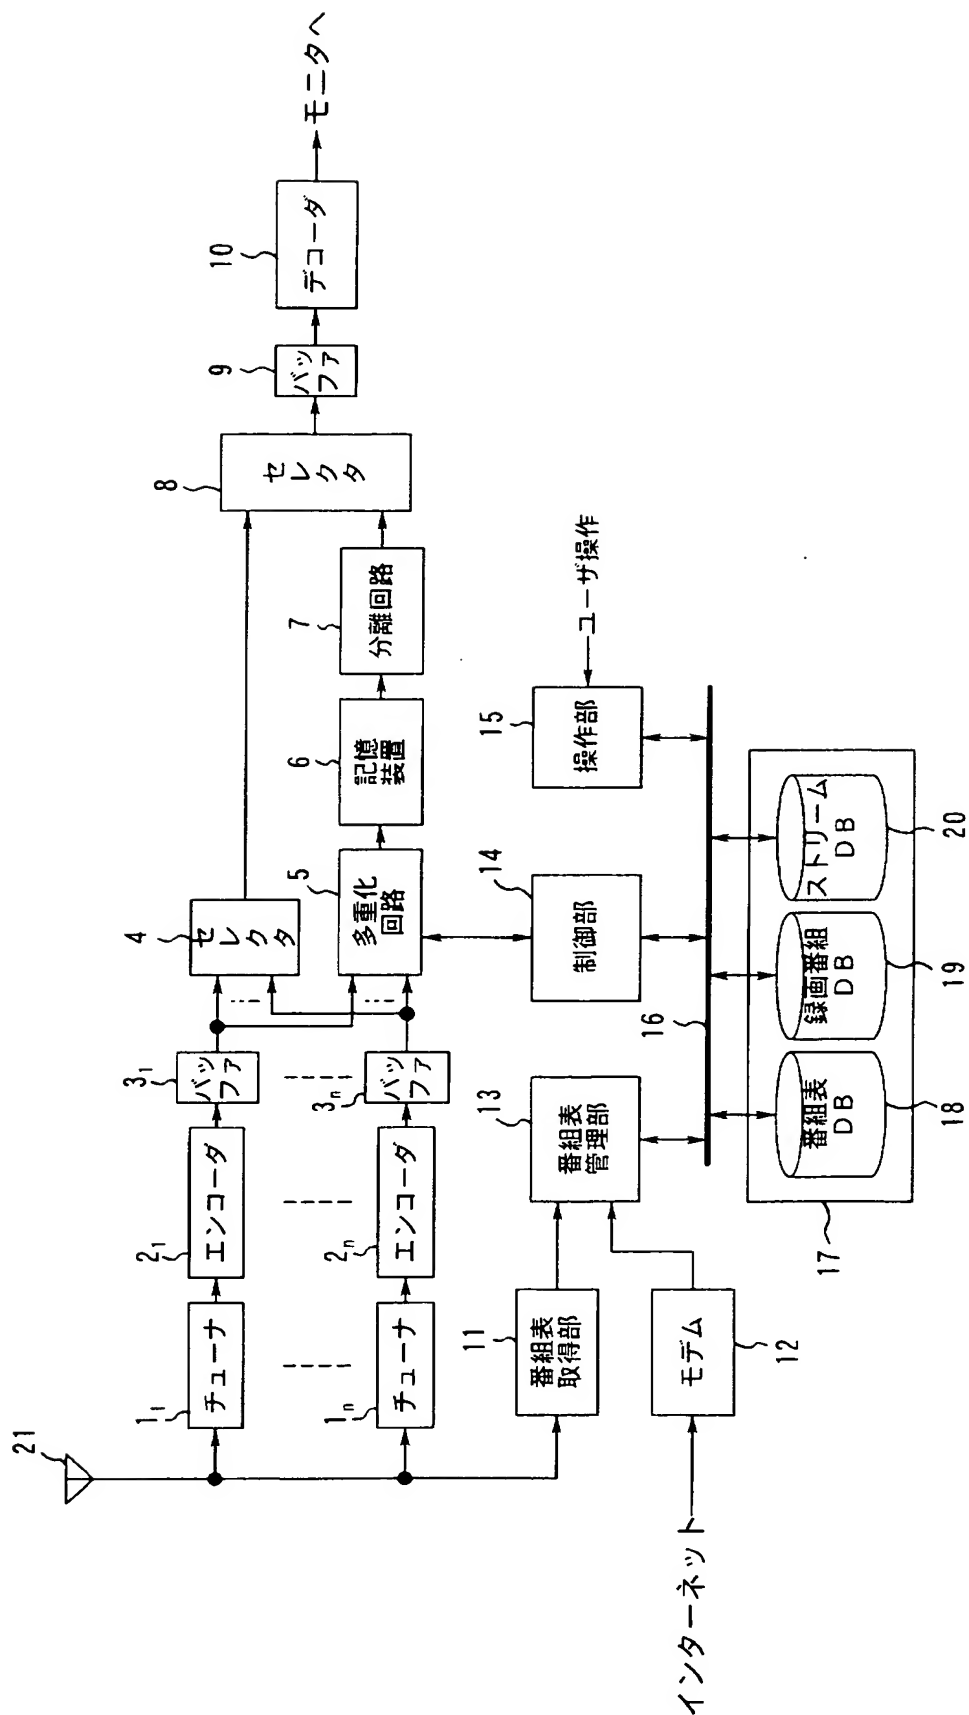 21
1₁
チューナ
2₁
エンコーダ
3₁
バッ
ファ
4
セレ
クタ
8
セレ
クタ
9
バッ
ファ
10
デコーダ
モニタへ
1ₙ
チューナ
2ₙ
エンコーダ
3ₙ
バッ
ファ
5
多重化
回路
6
記憶
装置
7
分離回路
11
番組表
取得部
13
番組表
管理部
14
制御部
15
操作部
ユーザ操作
インターネット
モデム
12
16
17
番組表
DB
18
録画番組
DB
19
ストリーム
DB
20